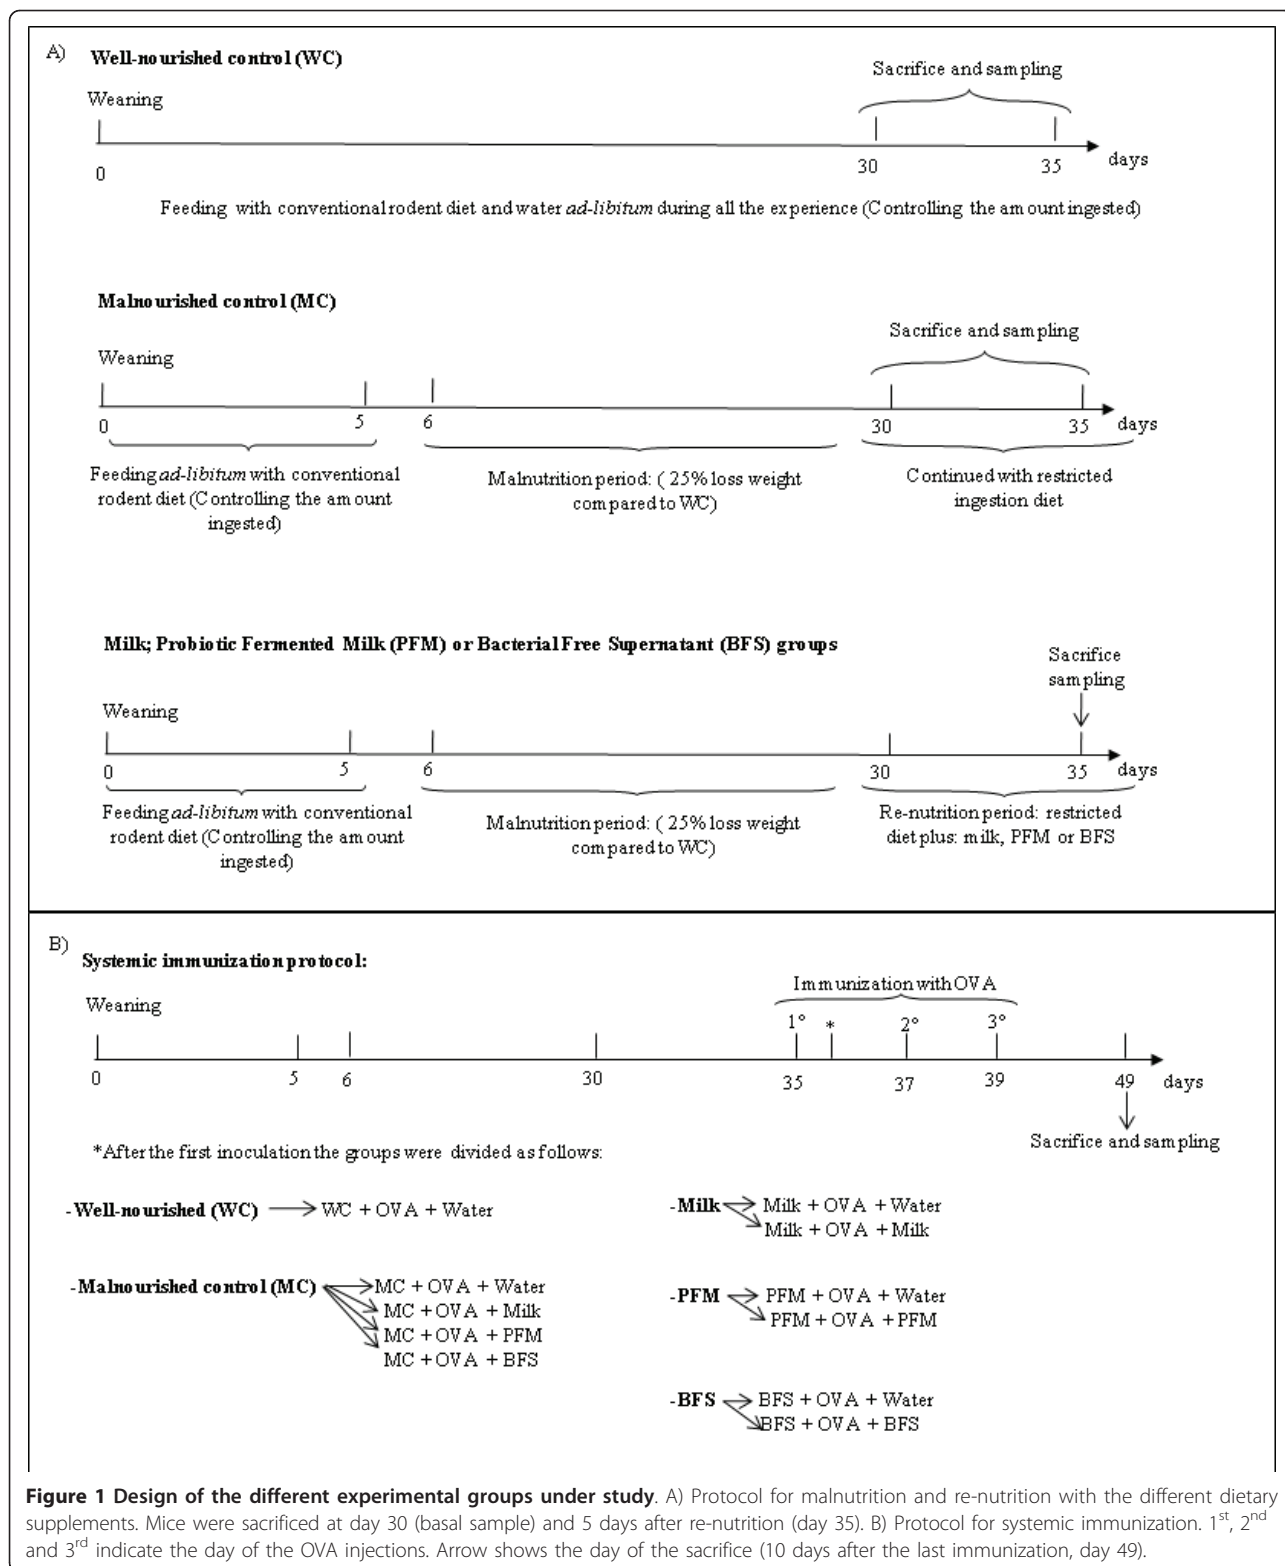 A) Well-nourished control (WC)
Sacrifice and sampling
Weaning
0 30 35 days
Feeding with conventional rodent diet and water ad-libitum during all the experience (Controlling the amount ingested)
Malnourished control (MC)
Sacrifice and sampling
Weaning
0 5 6 30 35 days
Feeding ad-libitum with conventional
rodent diet (Controlling the amount
ingested)
Malnutrition period: ( 25% loss weight
compared to WC)
Continued with restricted
ingestion diet
Milk; Probiotic Fermented Milk (PFM) or Bacterial Free Supernatant (BFS) groups
Sacrifice
sampling
Weaning
0 5 6 30 35 days
Feeding ad-libitum with conventional
rodent diet (Controlling the amount
ingested)
Malnutrition period: ( 25% loss weight
compared to WC)
Re-nutrition period: restricted
diet plus: milk, PFM or BFS
B) Systemic immunization protocol:
Immunization with OVA
Weaning
1° * 2° 3°
0 5 6 30 35 37 39 49 days
Sacrifice and sampling
*After the first inoculation the groups were divided as follows:
-Well-nourished (WC) → WC + OVA + Water
-Malnourished control (MC) → MC + OVA + Water
MC + OVA + Milk
MC + OVA + PFM
MC + OVA + BFS
-Milk → Milk + OVA + Water
Milk + OVA + Milk
-PFM → PFM + OVA + Water
PFM + OVA + PFM
-BFS → BFS + OVA + Water
BFS + OVA + BFS
Figure 1 Design of the different experimental groups under study. A) Protocol for malnutrition and re-nutrition with the different dietary
supplements. Mice were sacrificed at day 30 (basal sample) and 5 days after re-nutrition (day 35). B) Protocol for systemic immunization. 1st, 2nd
and 3rd indicate the day of the OVA injections. Arrow shows the day of the sacrifice (10 days after the last immunization, day 49).